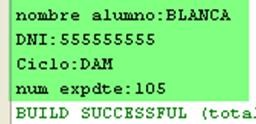 nombre alumno:BLANCA
DNI:555555555
Ciclo:DAM
num expdte:105
BUILD SUCCESSFUL (total